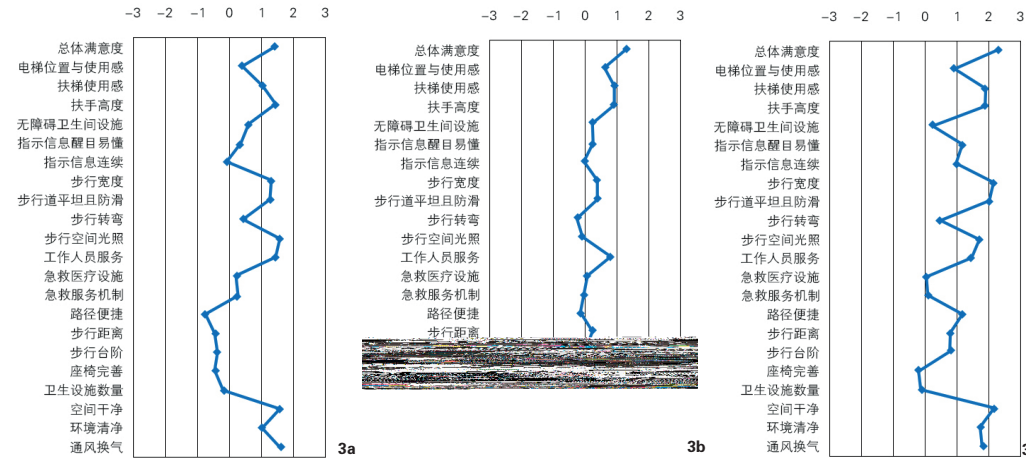 −3 −2 −1 0 1 2 3
总体满意度
电梯位置与使用感
扶梯使用感
扶手高度
无障碍卫生间设施
指示信息醒目易懂
指示信息连续
步行宽度
步行道平坦且防滑
步行转弯
步行空间光照
工作人员服务
急救医疗设施
急救服务机制
路径便捷
步行距离
步行台阶
座椅完善
卫生设施数量
空间干净
环境清净
通风换气
3a
−3 −2 −1 0 1 2 3
总体满意度
电梯位置与使用感
扶梯使用感
扶手高度
无障碍卫生间设施
指示信息醒目易懂
指示信息连续
步行宽度
步行道平坦且防滑
步行转弯
步行空间光照
工作人员服务
急救医疗设施
急救服务机制
路径便捷
步行距离
3b
−3 −2 −1 0 1 2 3
总体满意度
电梯位置与使用感
扶梯使用感
扶手高度
无障碍卫生间设施
指示信息醒目易懂
指示信息连续
步行宽度
步行道平坦且防滑
步行转弯
步行空间光照
工作人员服务
急救医疗设施
急救服务机制
路径便捷
步行距离
步行台阶
座椅完善
卫生设施数量
空间干净
环境清净
通风换气